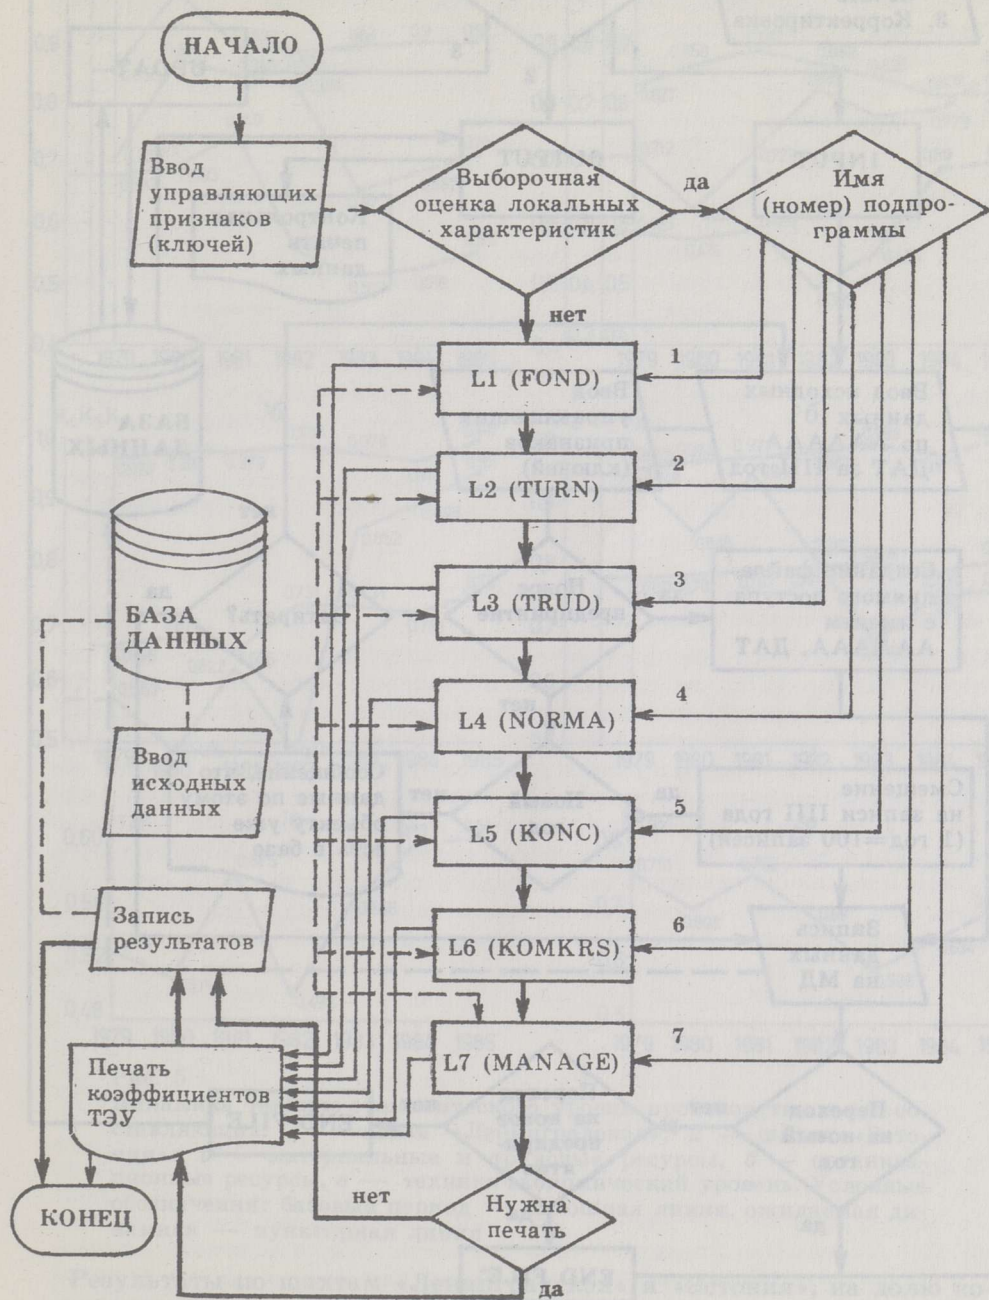 НАЧАЛО
Ввод
управляющих
признаков
(ключей)
Выборочная
оценка локальных
характеристик
да
Имя
(номер) подпро-
граммы
нет
L1 (FOND)
1
L2 (TURN)
2
L3 (TRUD)
3
L4 (NORMA)
4
L5 (KONC)
5
L6 (KOMKRS)
6
L7 (MANAGE)
7
БАЗА
ДАННЫХ
Ввод
исходных
данных
Запись
результатов
Печать
коэффициентов
ТЭУ
КОНЕЦ
нет
Нужна
печать
да